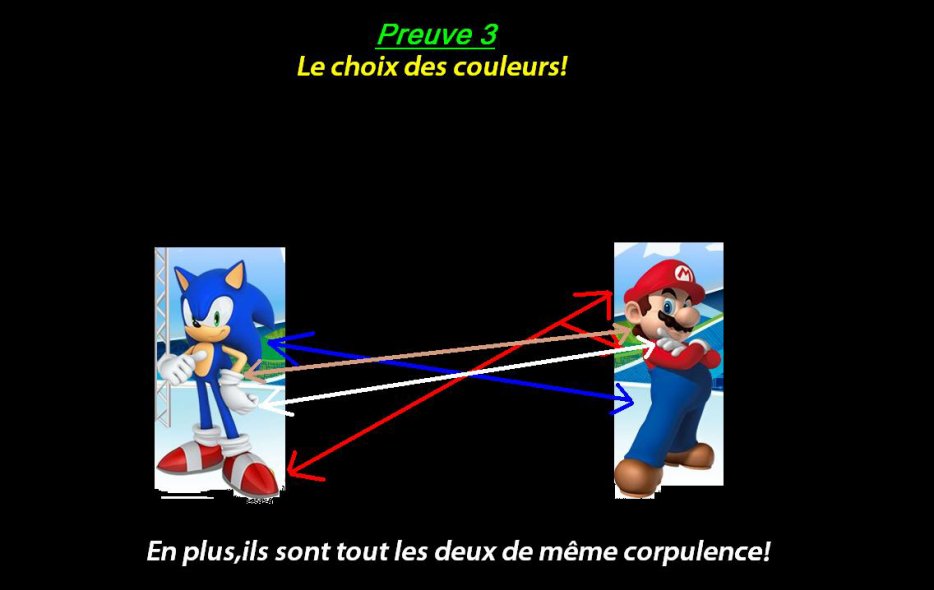 Preuve 3
Le choix des couleurs!
M
En plus,ils sont tout les deux de même corpulence!